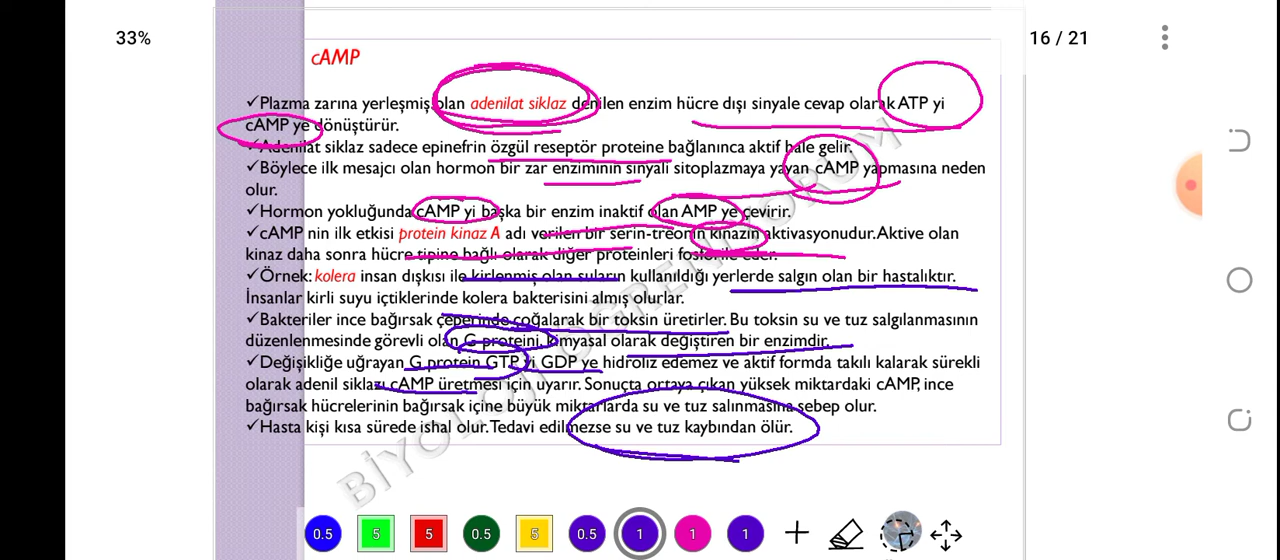 33%
16 / 21
cAMP
✓Plazma zarına yerleşmiş olan adenilat siklaz denilen enzim hücre dışı sinyale cevap olarak ATP yi
cAMP ye dönüştürür.
✓Adenilat siklaz sadece epinefrin özgül reseptör proteine bağlanınca aktif hale gelir.
✓Böylece ilk mesajcı olan hormon bir zar enziminin sinyali sitoplazmaya yayan cAMP yapmasına neden
olur.
✓Hormon yokluğunda cAMP yi başka bir enzim inaktif olan AMP ye çevirir.
✓cAMP nin ilk etkisi protein kinaz A adı verilen bir serin-treonin kinazın aktivasyonudur.Aktive olan
kinaz daha sonra hücre tipine bağlı olarak diğer proteinleri fosforile eder.
✓Örnek: kolera insan dışkısı ile kirlenmiş olan suların kullanıldığı yerlerde salgın olan bir hastalıktır.
İnsanlar kirli suyu içtiklerinde kolera bakterisini almış olurlar.
✓Bakteriler ince bağırsak çeperinde çoğalarak bir toksin üretirler. Bu toksin su ve tuz salgılanmasının
düzenlenmesinde görevli olan G proteini, kimyasal olarak değiştiren bir enzimdir.
✓Değişikliğe uğrayan G protein GTP yi GDP ye hidroliz edemez ve aktif formda takılı kalarak sürekli
olarak adenil siklazı cAMP üretmesi için uyarır. Sonuçta ortaya çıkan yüksek miktardaki cAMP, ince
bağırsak hücrelerinin bağırsak içine büyük miktarlarda su ve tuz salınmasına sebep olur.
✓Hasta kişi kısa sürede ishal olur. Tedavi edilmezse su ve tuz kaybından ölür.
BİYOLOJİ ÖĞRENİYORUM
0.5 5 5 0.5 5 0.5 1 1 1